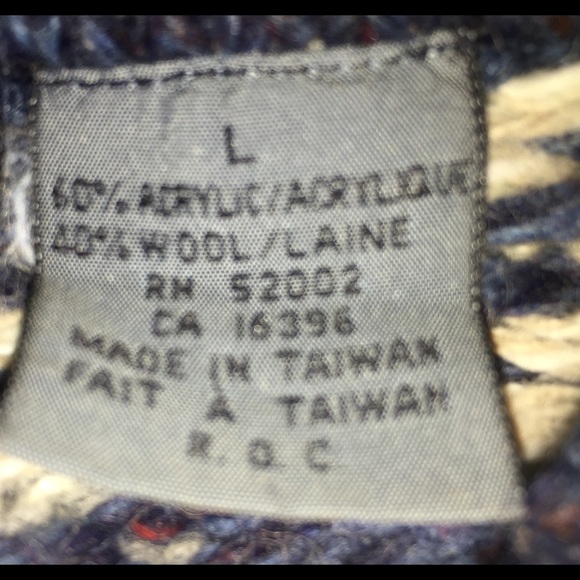 L
60% ACRYLIC/ACRYLIQUE
40% WOOL/LAINE
RN 52002
CA 16396
MADE IN TAIWAN
FAIT A TAIWAN
R. O. C